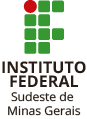 INSTITUTO
FEDERAL
Sudeste de
Minas Gerais